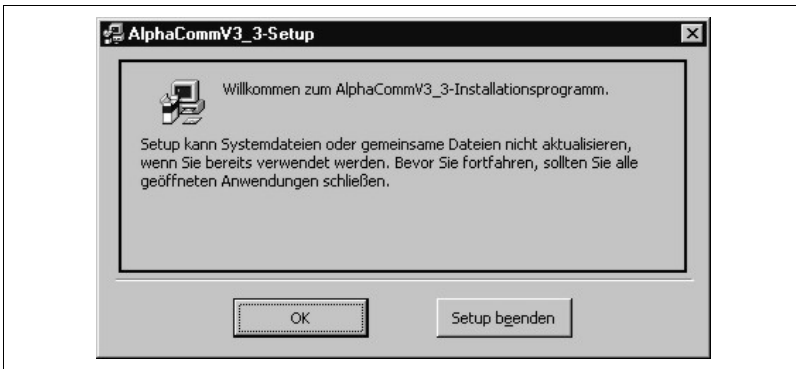 AlphaCommV3_3-Setup
Willkommen zum AlphaCommV3_3-Installationsprogramm.
Setup kann Systemdateien oder gemeinsame Dateien nicht aktualisieren,
wenn Sie bereits verwendet werden. Bevor Sie fortfahren, sollten Sie alle
geöffneten Anwendungen schließen.
OK
Setup beenden